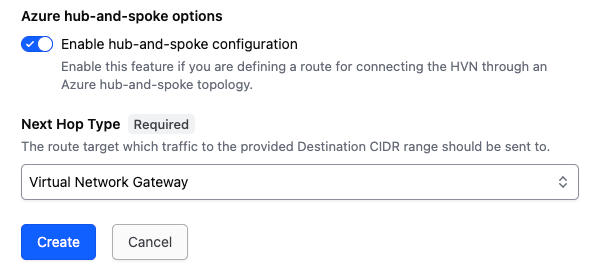 Azure hub-and-spoke options
Enable hub-and-spoke configuration
Enable this feature if you are defining a route for connecting the HVN through an
Azure hub-and-spoke topology.
Next Hop Type Required
The route target which traffic to the provided Destination CIDR range should be sent to.
Virtual Network Gateway
Create Cancel